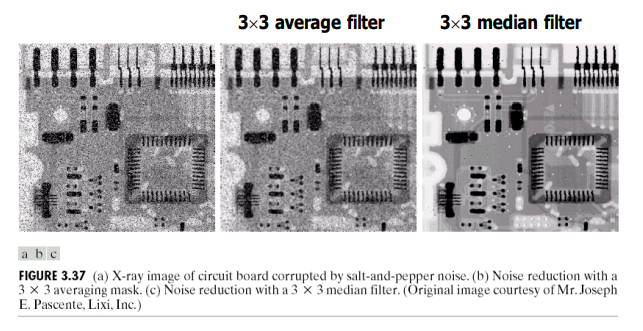 3×3 average filter 3×3 median filter
a b c
FIGURE 3.37 (a) X-ray image of circuit board corrupted by salt-and-pepper noise. (b) Noise reduction with a
3 × 3 averaging mask. (c) Noise reduction with a 3 × 3 median filter. (Original image courtesy of Mr. Joseph
E. Pascente, Lixi, Inc.)